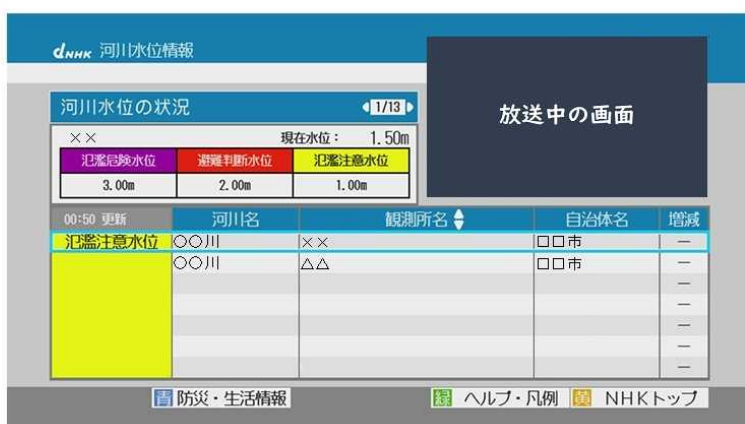 dNHK 河川水位情報
河川水位の状況 1/13
×× 現在水位： 1.50m
氾濫危険水位 避難判断水位 氾濫注意水位
3.00m 2.00m 1.00m
放送中の画面
00:50 更新 河川名 観測所名 自治体名 増減
氾濫注意水位 〇〇川 ×× □□市 －
〇〇川 △△ □□市 －
－
－
－
－
－
青 防災・生活情報 緑 ヘルプ・凡例 黄 NHKトップ